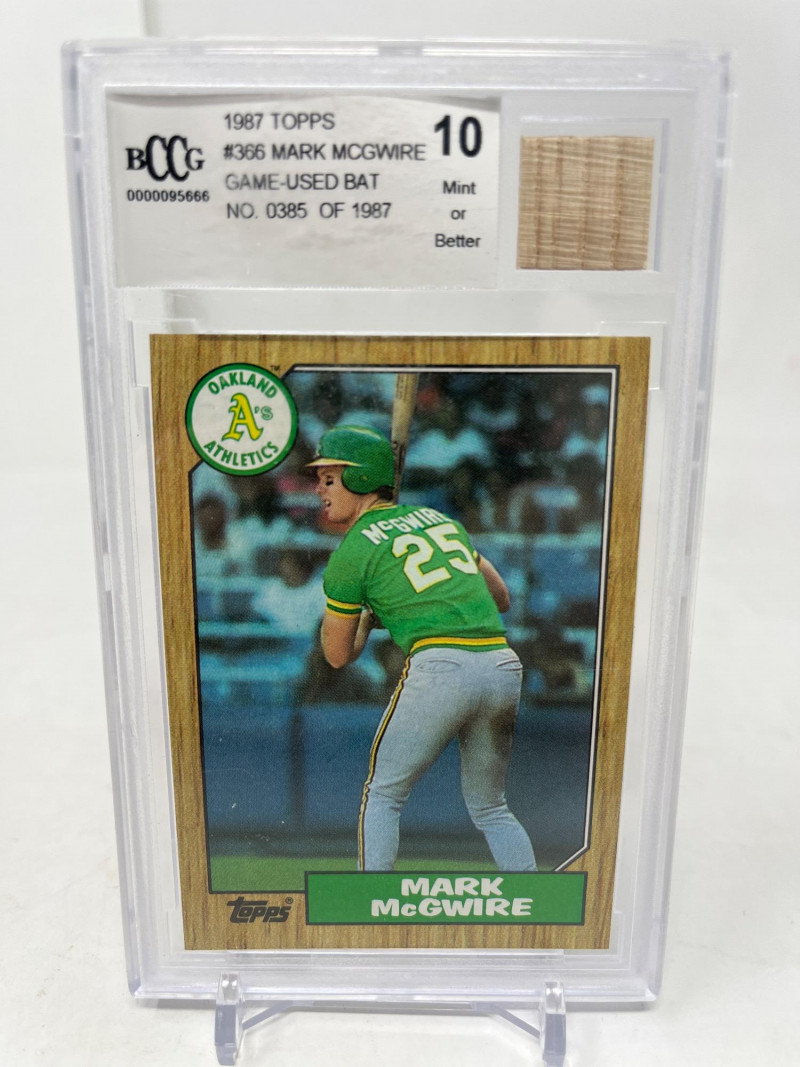 BCCG
0000095666
1987 TOPPS
#366 MARK MCGWIRE
GAME-USED BAT
NO. 0385 OF 1987
10
Mint
or
Better
OAKLAND
A's
ATHLETICS
TM
McGWIRE
25
topps®
MARK
McGWIRE